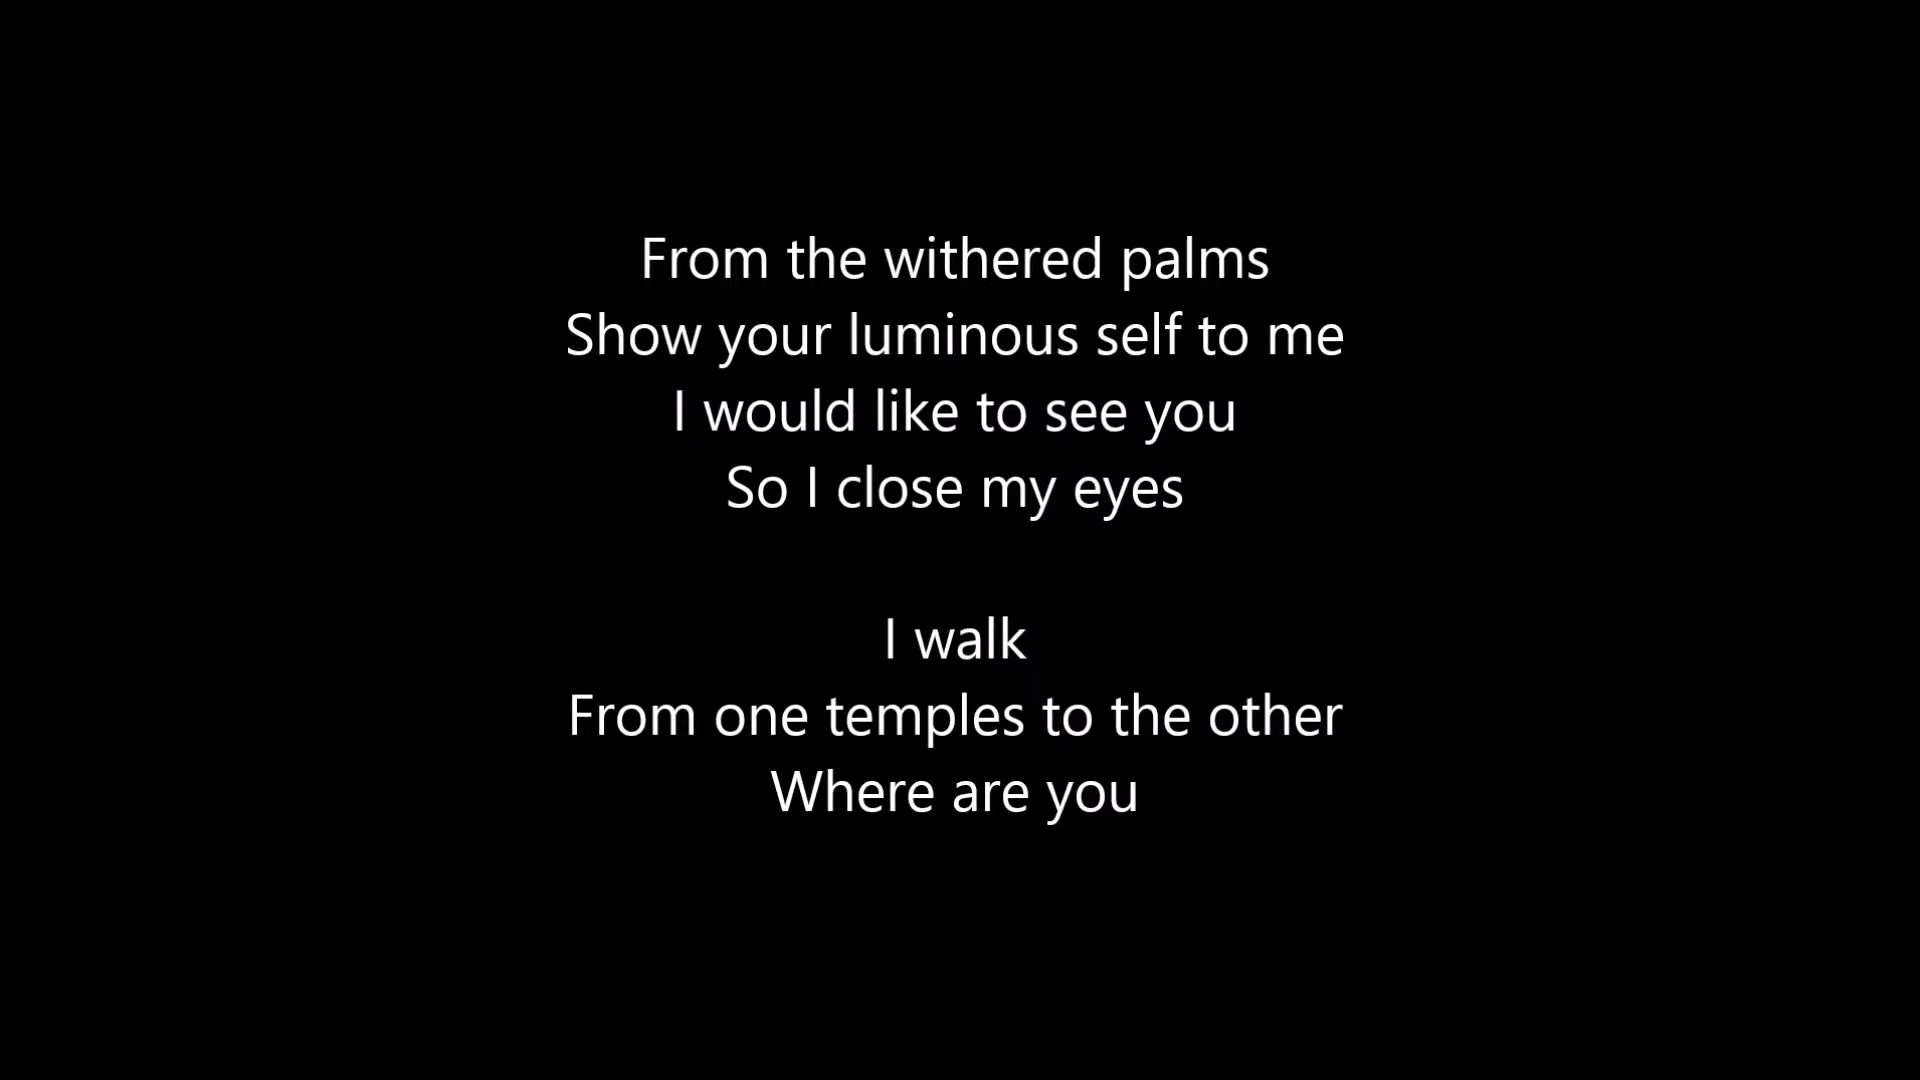 From the withered palms
Show your luminous self to me
I would like to see you
So I close my eyes
I walk
From one temples to the other
Where are you